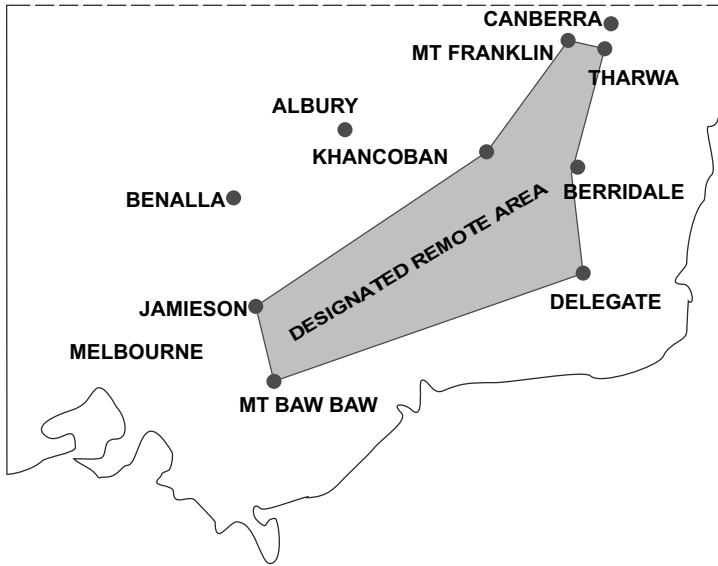 CANBERRA
MT FRANKLIN
THARWA
ALBURY
KHANCOBAN
BENALLA
BERRIDALE
DESIGNATED REMOTE AREA
DELEGATE
JAMIESON
MELBOURNE
MT BAW BAW